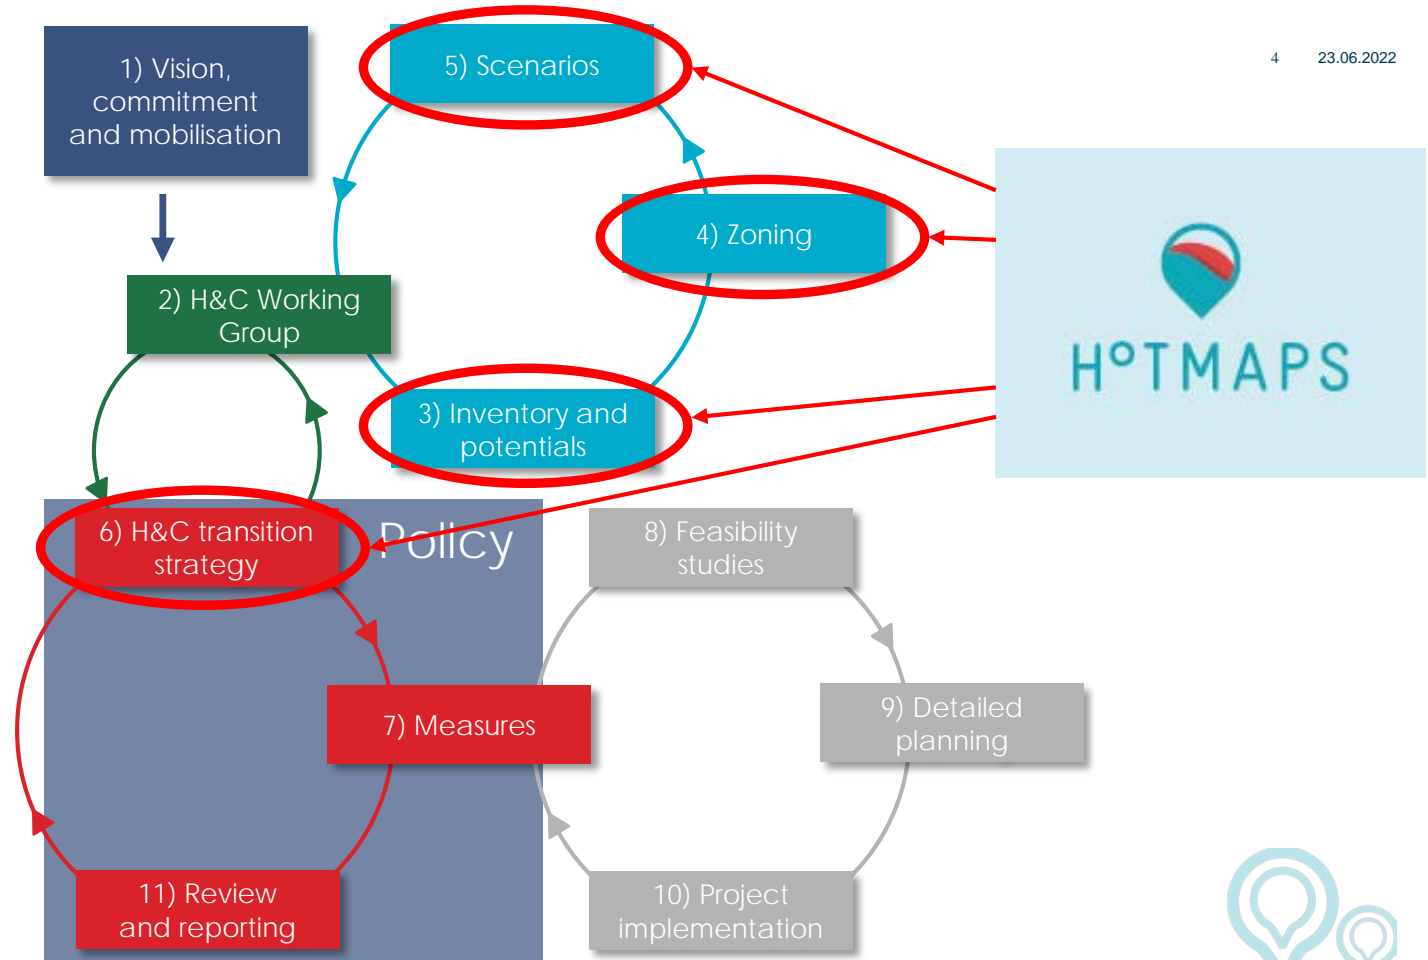 4 23.06.2022
1) Vision,
commitment
and mobilisation
5) Scenarios
4) Zoning
2) H&C Working
Group
3) Inventory and
potentials
HOTMAPS
6) H&C transition
strategy
Policy
8) Feasibility
studies
7) Measures
9) Detailed
planning
11) Review
and reporting
10) Project
implementation